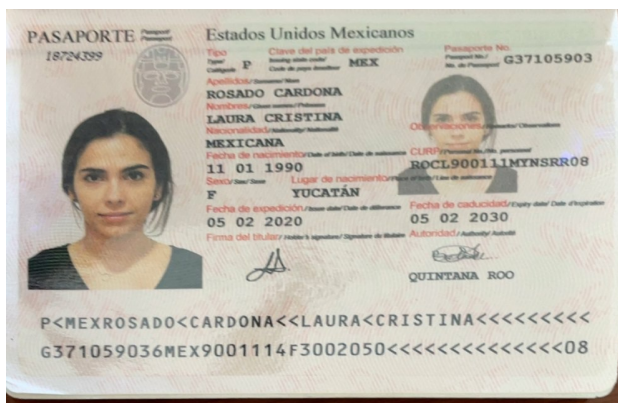 PASAPORTE
18724399
Estados Unidos Mexicanos
Tipo Clave del país de expedición Pasaporte No.
P MEX G37105903
Apellidos/
ROSADO CARDONA
Nombres/
LAURA CRISTINA
Nacionalidad/ Observaciones/
MEXICANA
Fecha de nacimiento/ CURP/
11 01 1990 ROCL900111MYNSRR08
Sexo/ Lugar de nacimiento/
F YUCATÁN
Fecha de expedición/ Fecha de caducidad/
05 02 2020 05 02 2030
Firma del titular/ Autoridad/
QUINTANA ROO
P<MEXROSADO<CARDONA<<LAURA<CRISTINA<<<<<<<<<
G371059036MEX9001114F3002050<<<<<<<<<<<<<<08